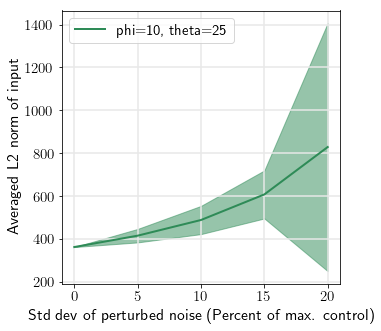 phi=10, theta=25
1400
1200
1000
800
600
400
200
Averaged L2 norm of input
0 5 10 15 20
Std dev of perturbed noise (Percent of max. control)